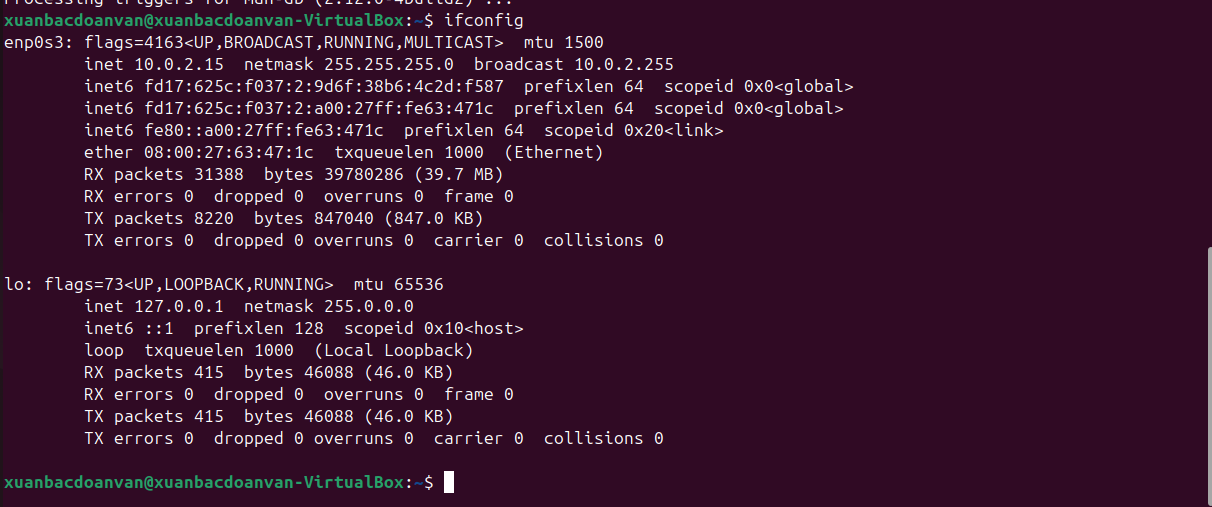 Processing triggers for man-db (2.12.0-4build2) ...
xuanbacdoanvan@xuanbacdoanvan-VirtualBox:~$ ifconfig
enp0s3: flags=4163<UP,BROADCAST,RUNNING,MULTICAST>  mtu 1500
        inet 10.0.2.15  netmask 255.255.255.0  broadcast 10.0.2.255
        inet6 fd17:625c:f037:2:9d6f:38b6:4c2d:f587  prefixlen 64  scopeid 0x0<global>
        inet6 fd17:625c:f037:2:a00:27ff:fe63:471c  prefixlen 64  scopeid 0x0<global>
        inet6 fe80::a00:27ff:fe63:471c  prefixlen 64  scopeid 0x20<link>
        ether 08:00:27:63:47:1c  txqueuelen 1000  (Ethernet)
        RX packets 31388  bytes 39780286 (39.7 MB)
        RX errors 0  dropped 0  overruns 0  frame 0
        TX packets 8220  bytes 847040 (847.0 KB)
        TX errors 0  dropped 0 overruns 0  carrier 0  collisions 0

lo: flags=73<UP,LOOPBACK,RUNNING>  mtu 65536
        inet 127.0.0.1  netmask 255.0.0.0
        inet6 ::1  prefixlen 128  scopeid 0x10<host>
        loop  txqueuelen 1000  (Local Loopback)
        RX packets 415  bytes 46088 (46.0 KB)
        RX errors 0  dropped 0  overruns 0  frame 0
        TX packets 415  bytes 46088 (46.0 KB)
        TX errors 0  dropped 0 overruns 0  carrier 0  collisions 0

xuanbacdoanvan@xuanbacdoanvan-VirtualBox:~$